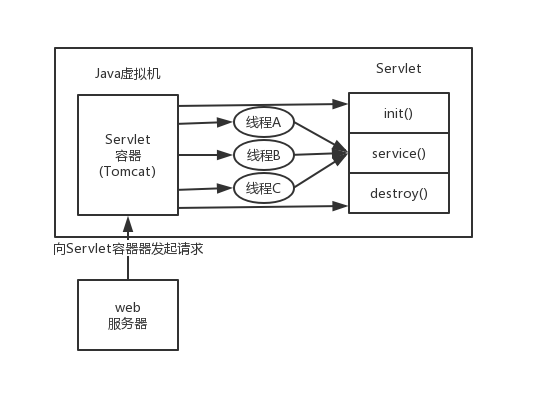 Java虚拟机
Servlet
Servlet
容器
(Tomcat)
线程A
线程B
线程C
init()
service()
destroy()
向Servlet容器器发起请求
web
服务器